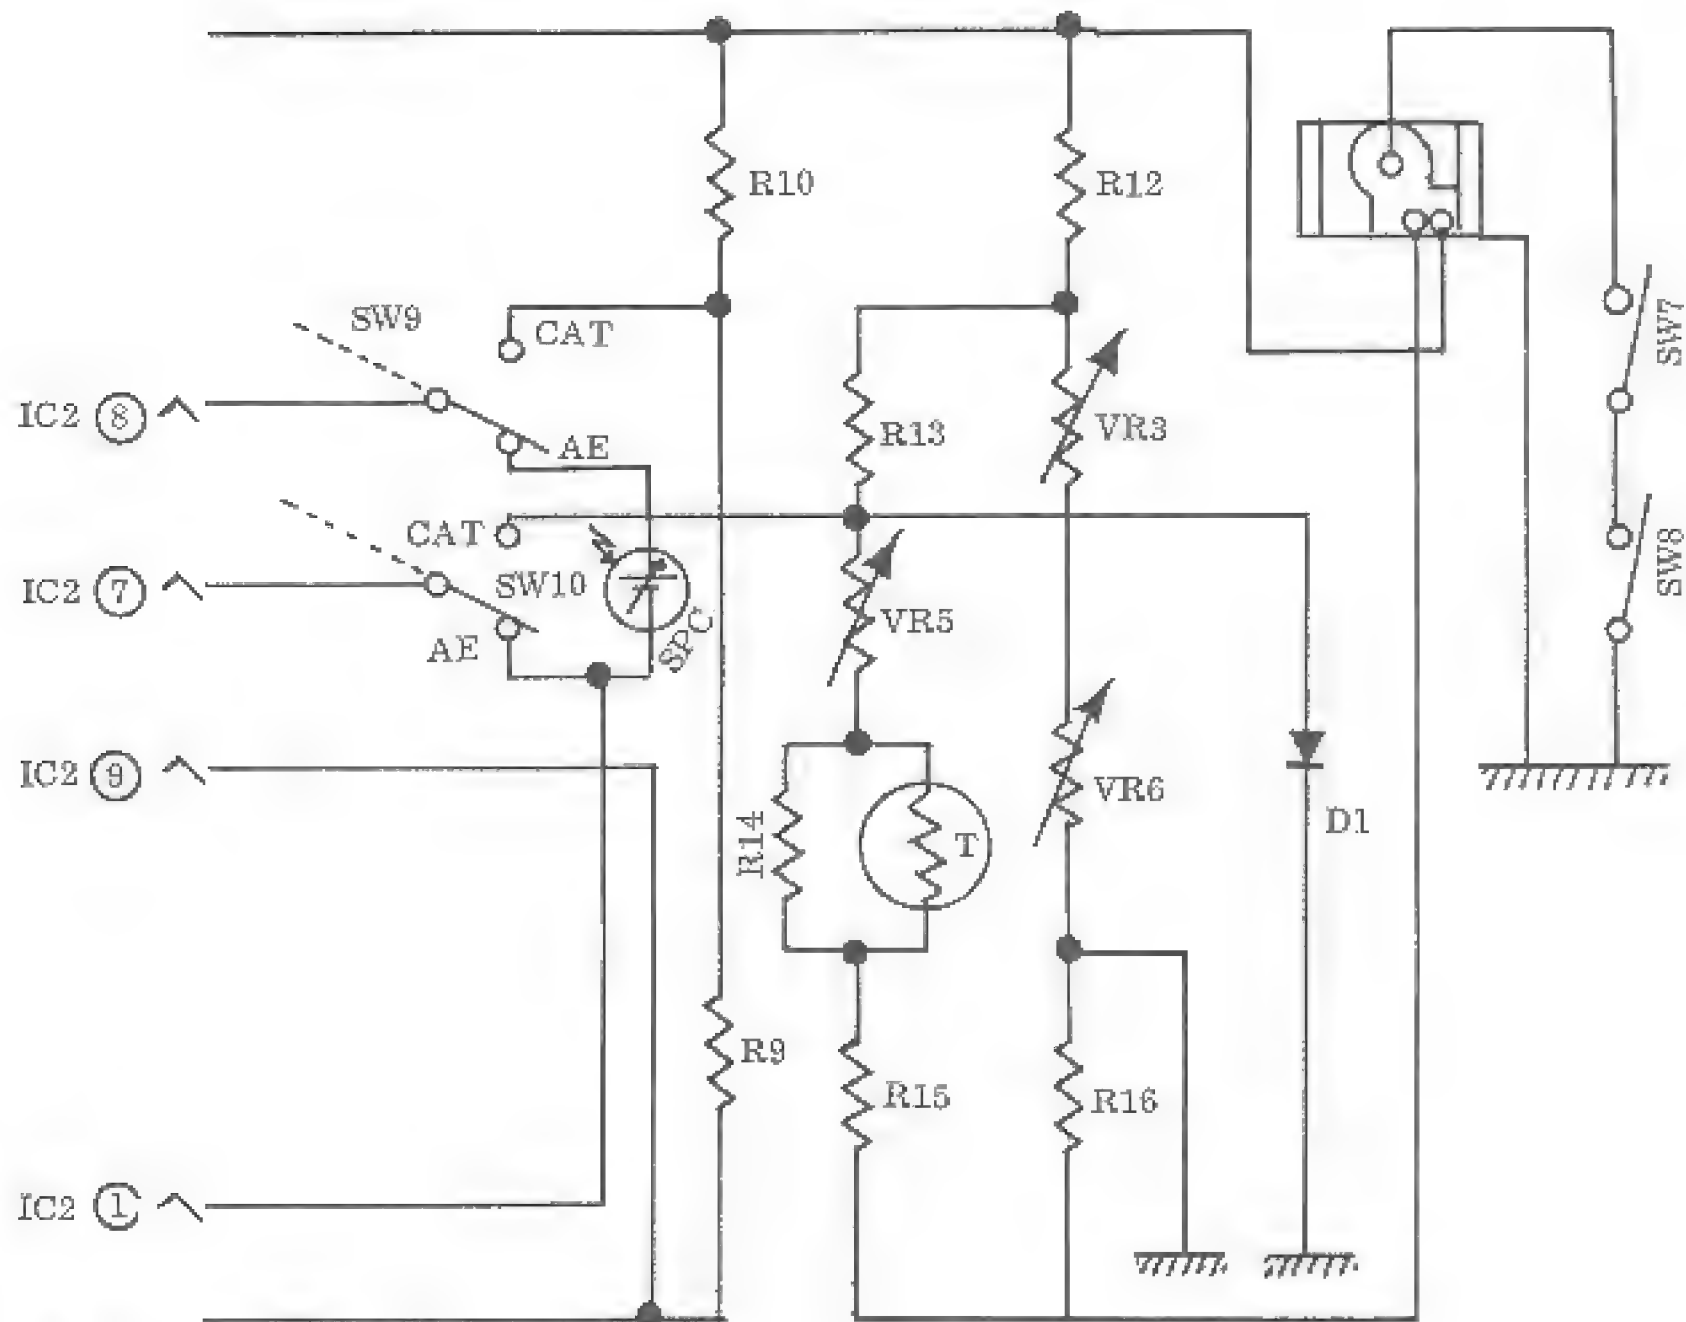 R10
R12
SW9
CAT
SW7
IC2 8
AE
R13
VR3
CAT
SW10
IC2 7
SW8
AE
SPC
VR5
IC2 9
VR6
R14
T
D1
R9
R15
R16
IC2 1